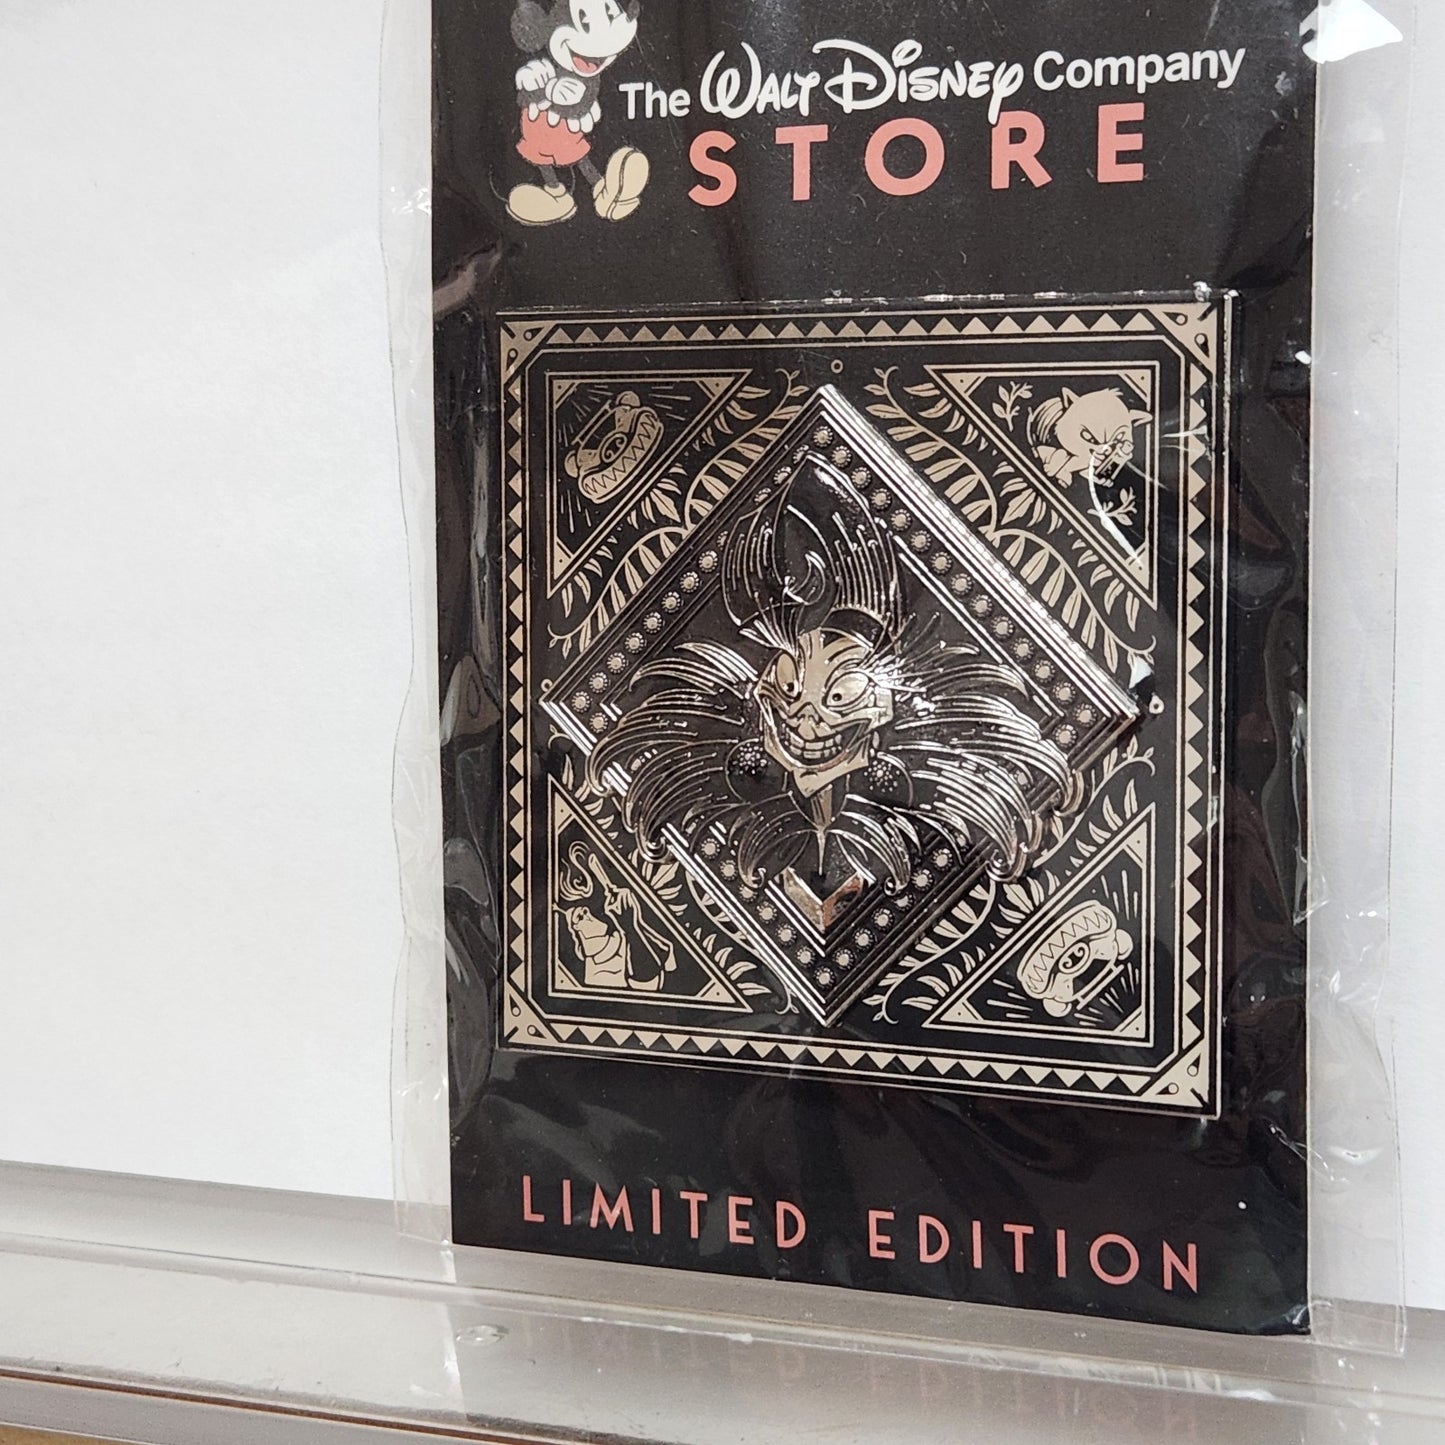 The WALT DISNEY Company
STORE
LIMITED EDITION